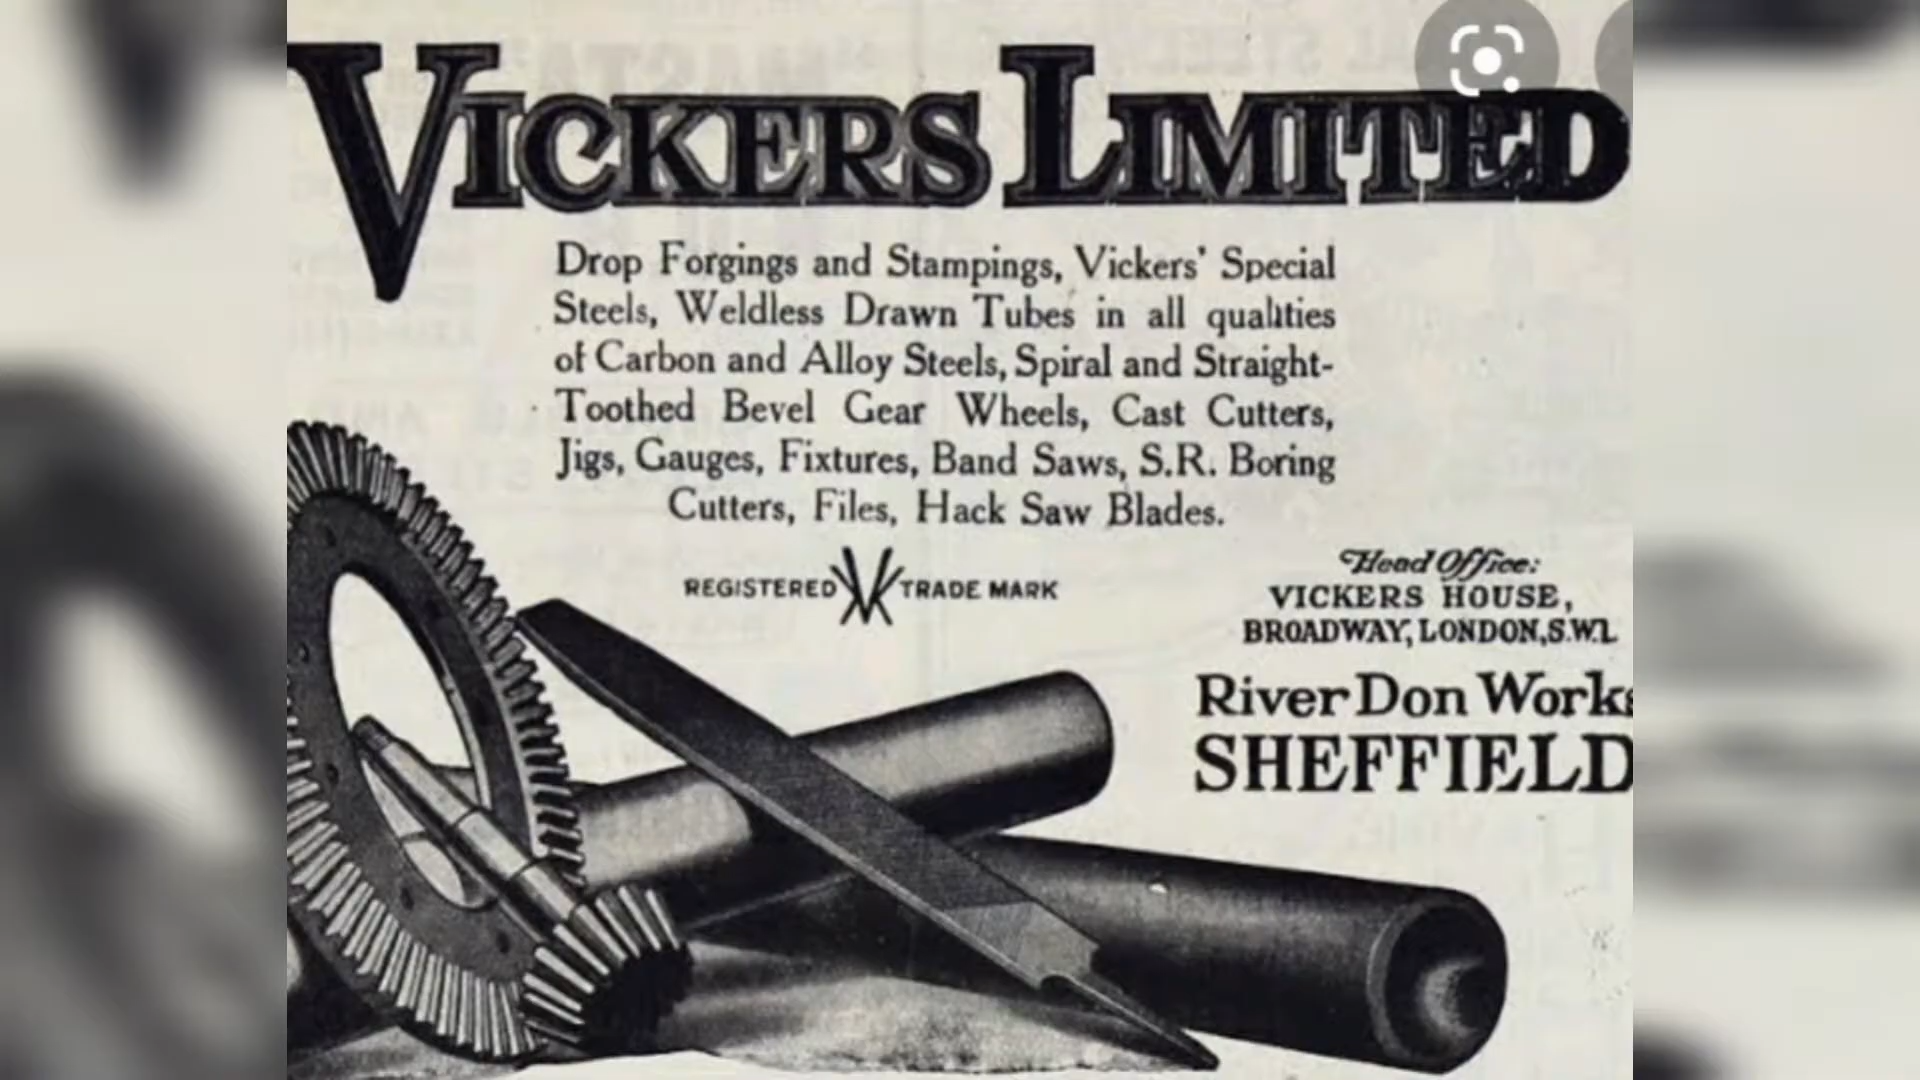 VICKERS LIMITED
Drop Forgings and Stampings, Vickers' Special
Steels, Weldless Drawn Tubes in all qualities
of Carbon and Alloy Steels, Spiral and Straight-
Toothed Bevel Gear Wheels, Cast Cutters,
Jigs, Gauges, Fixtures, Band Saws, S.R. Boring
Cutters, Files, Hack Saw Blades.
REGISTERED TRADE MARK
Head Office:
VICKERS HOUSE,
BROADWAY, LONDON, S.W.1.
River Don Works
SHEFFIELD